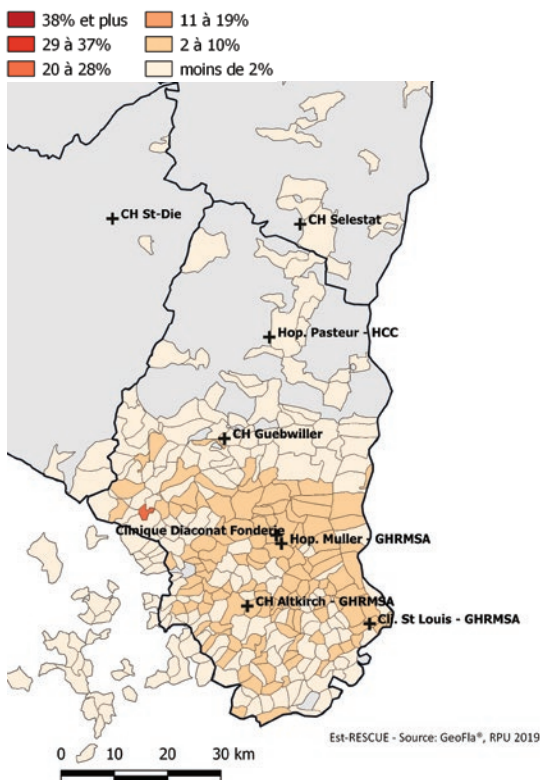 38% et plus
11 à 19%
29 à 37%
2 à 10%
20 à 28%
moins de 2%
CH St-Die
CH Selestat
Hop. Pasteur - HCC
CH Guebwiller
Clinique Diaconat Fonderie
Hop. Muller - GHRMSA
CH Altkirch - GHRMSA
Cli. St Louis - GHRMSA
Est-RESCUE - Source: GeoFla®, RPU 2019
0 10 20 30 km